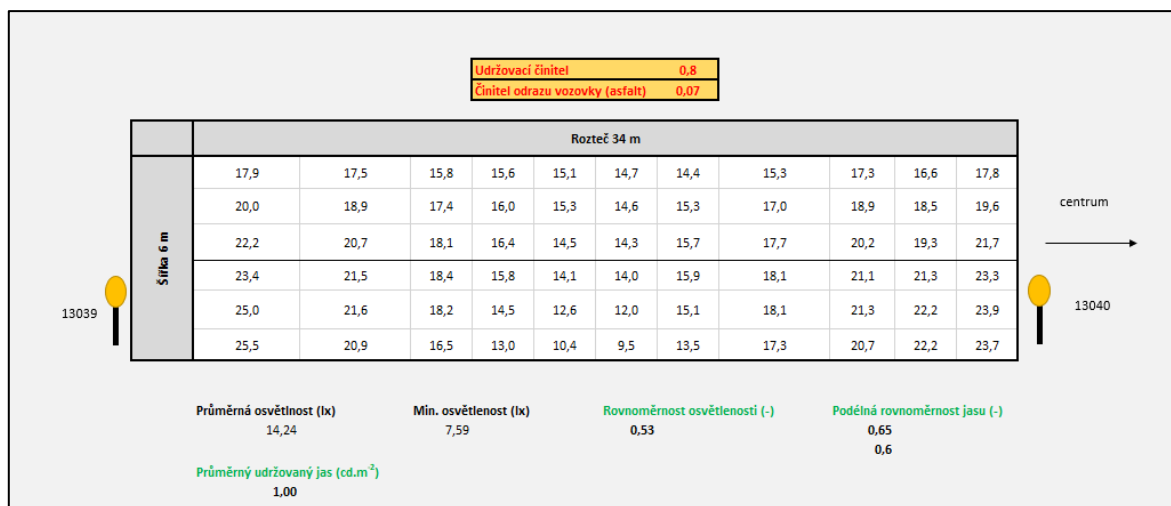 Udržovací činitel 0,8
Činitel odrazu vozovky (asfalt) 0,07
Rozteč 34 m
Šířka 6 m
17,9 17,5 15,8 15,6 15,1 14,7 14,4 15,3 17,3 16,6 17,8
20,0 18,9 17,4 16,0 15,3 14,6 15,3 17,0 18,9 18,5 19,6
22,2 20,7 18,1 16,4 14,5 14,3 15,7 17,7 20,2 19,3 21,7
23,4 21,5 18,4 15,8 14,1 14,0 15,9 18,1 21,1 21,3 23,3
25,0 21,6 18,2 14,5 12,6 12,0 15,1 18,1 21,3 22,2 23,9
25,5 20,9 16,5 13,0 10,4 9,5 13,5 17,3 20,7 22,2 23,7
centrum
13039
13040
Průměrná osvětlnost (lx) Min. osvětlenost (lx) Rovnoměrnost osvětlenosti (-) Podélná rovnoměrnost jasu (-)
14,24 7,59 0,53 0,65
0,6
Průměrný udržovaný jas (cd.m⁻²)
1,00